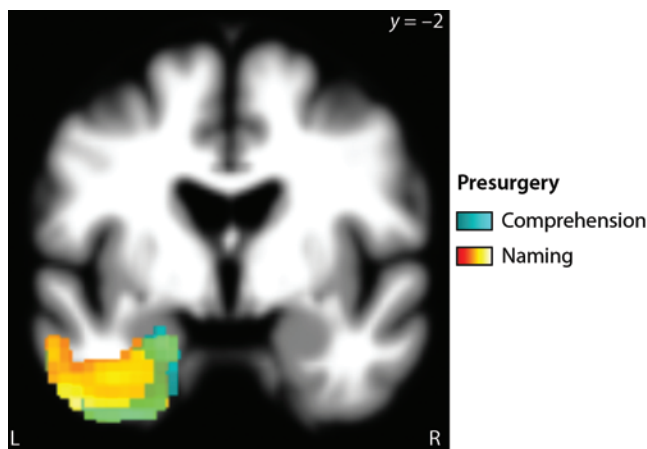 y = –2
Presurgery
Comprehension
Naming
L
R